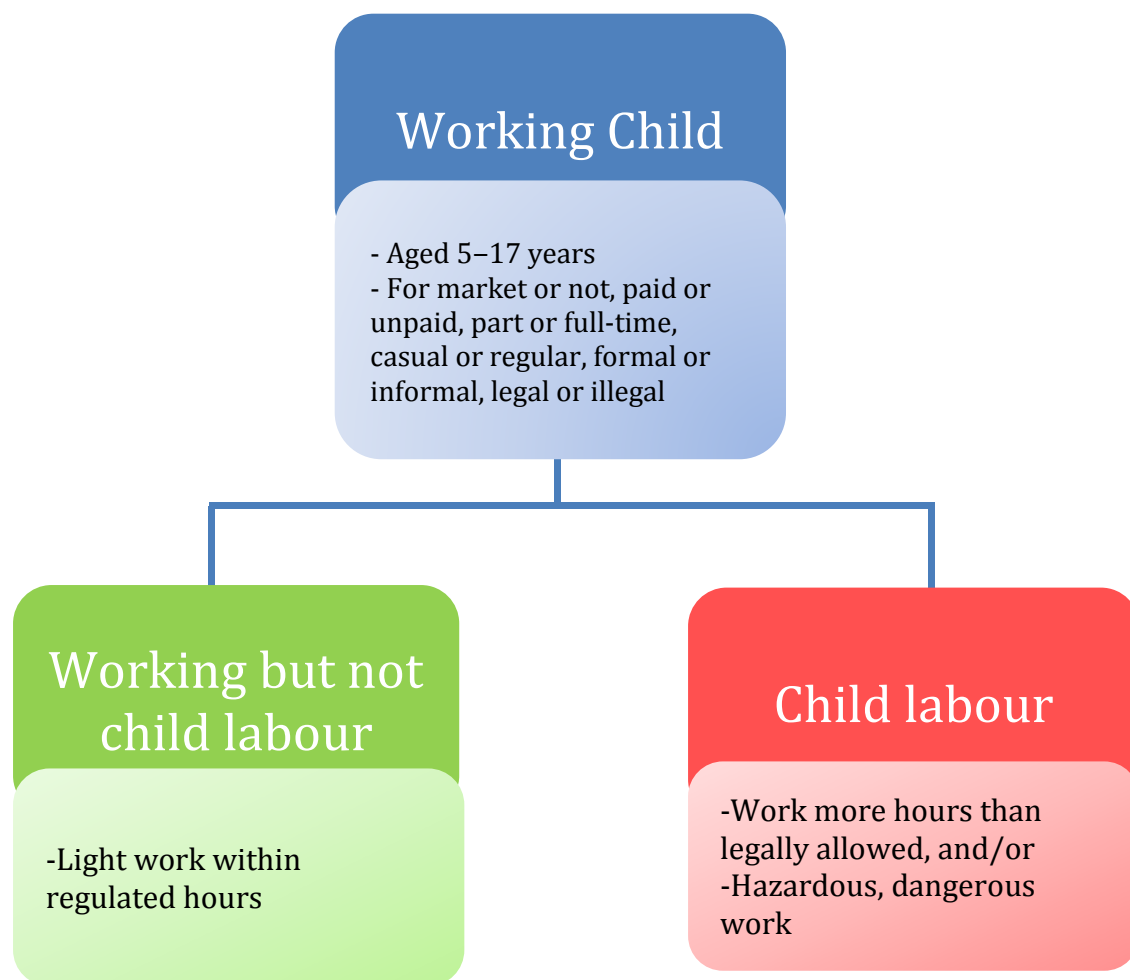 Working Child
- Aged 5–17 years
- For market or not, paid or
unpaid, part or full-time,
casual or regular, formal or
informal, legal or illegal
Working but not
child labour
-Light work within
regulated hours
Child labour
-Work more hours than
legally allowed, and/or
-Hazardous, dangerous
work